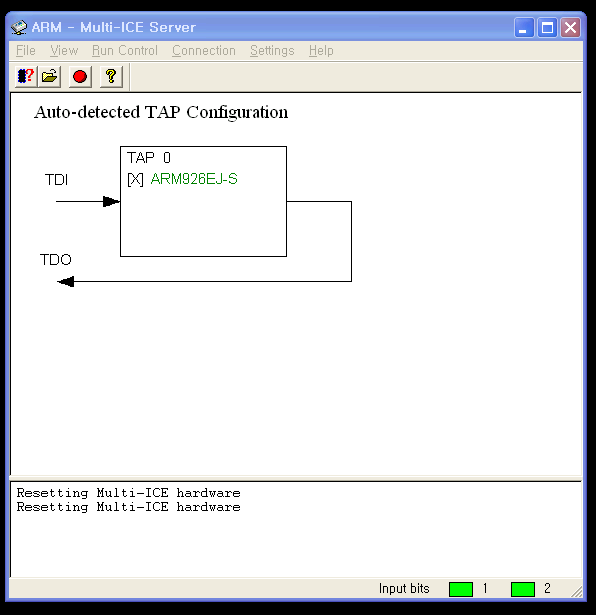 ARM - Multi-ICE Server
File View Run Control Connection Settings Help
Auto-detected TAP Configuration
TAP 0
TDI
[X] ARM926EJ-S
TDO
Resetting Multi-ICE hardware
Resetting Multi-ICE hardware
Input bits 1 2